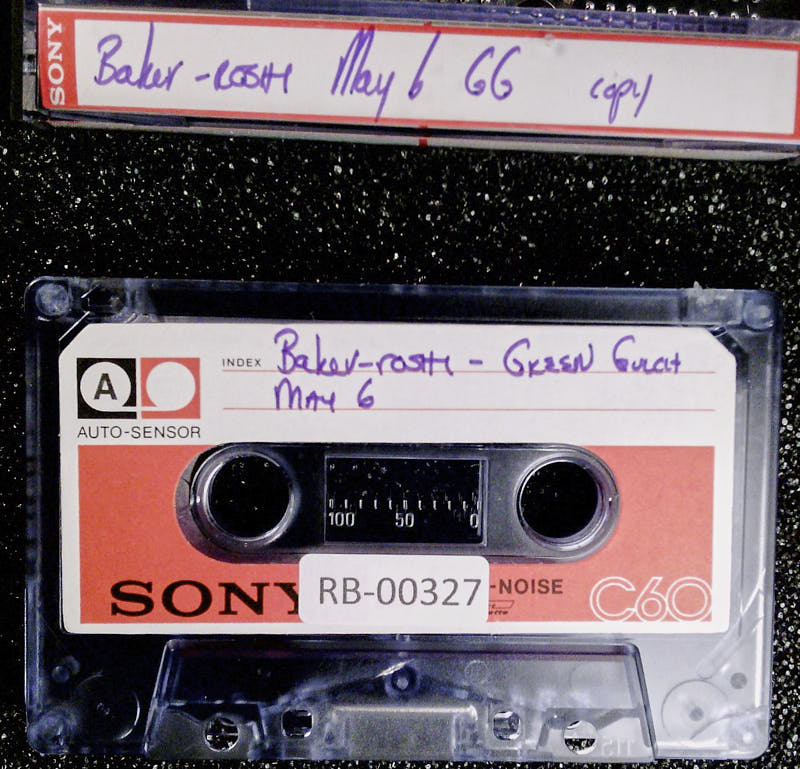 SONY
Baker-roshi May 6 GG copy
A
INDEX Baker-roshi - GREEN GULCH
MAY 6
AUTO-SENSOR
100 50 0
SONY RB-00327 -NOISE C60